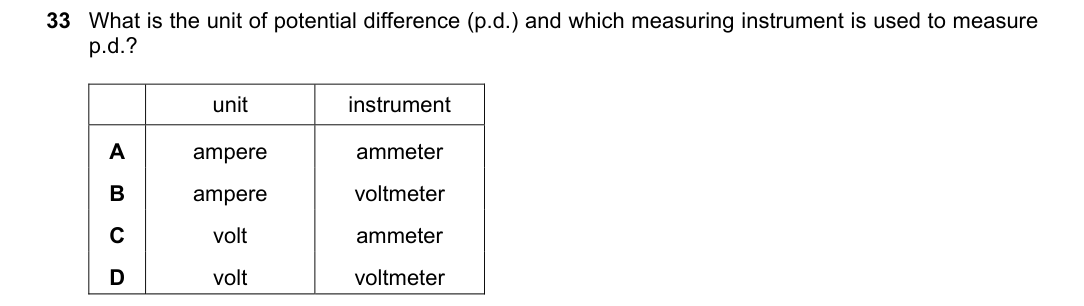 33 What is the unit of potential difference (p.d.) and which measuring instrument is used to measure
p.d.?
unit instrument
A ampere ammeter
B ampere voltmeter
C volt ammeter
D volt voltmeter